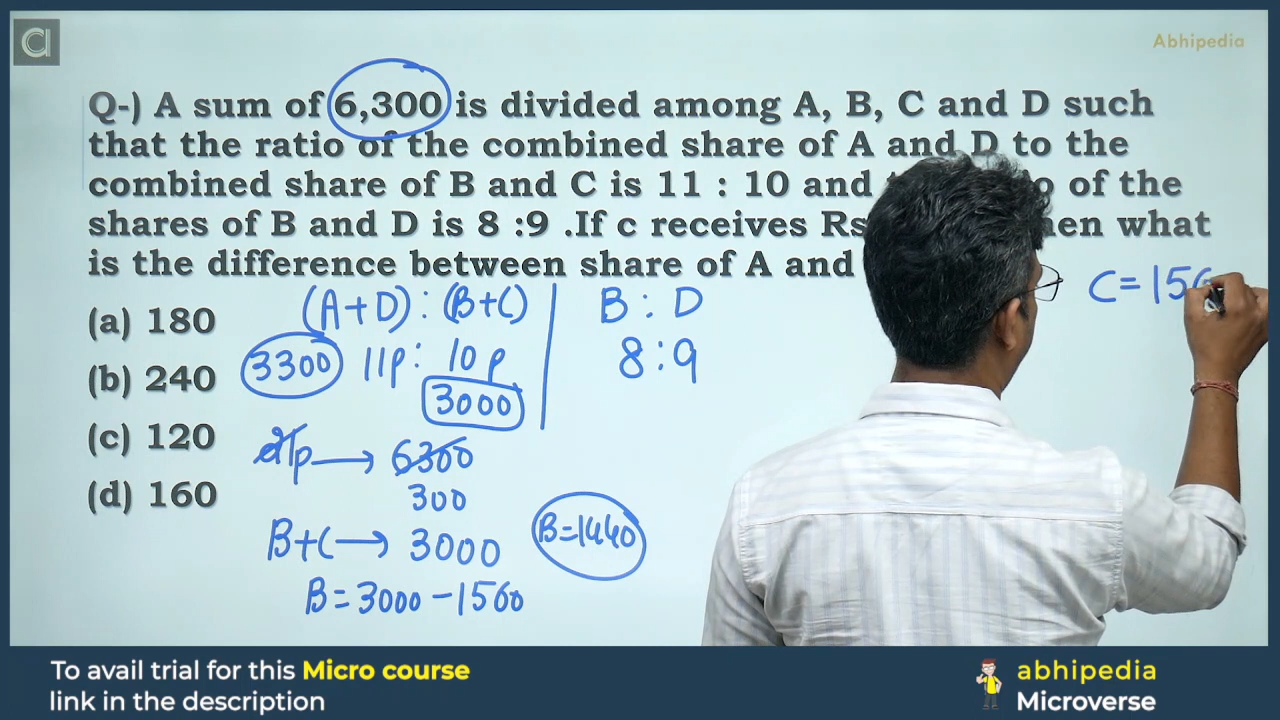 Abhipedia
Q-) A sum of 6,300 is divided among A, B, C and D such
that the ratio of the combined share of A and D to the
combined share of B and C is 11 : 10 and of the
shares of B and D is 8 :9 .If c receives Rs what
is the difference between share of A and
(a) 180
(b) 240
(c) 120
(d) 160
(A+D) : (B+C)
3300 11p : 10p
3000
21p → 6300
300
B+C → 3000
B = 3000 - 1560
B=1440
B : D
8 : 9
C = 156
To avail trial for this Micro course
link in the description
abhipedia
Microverse